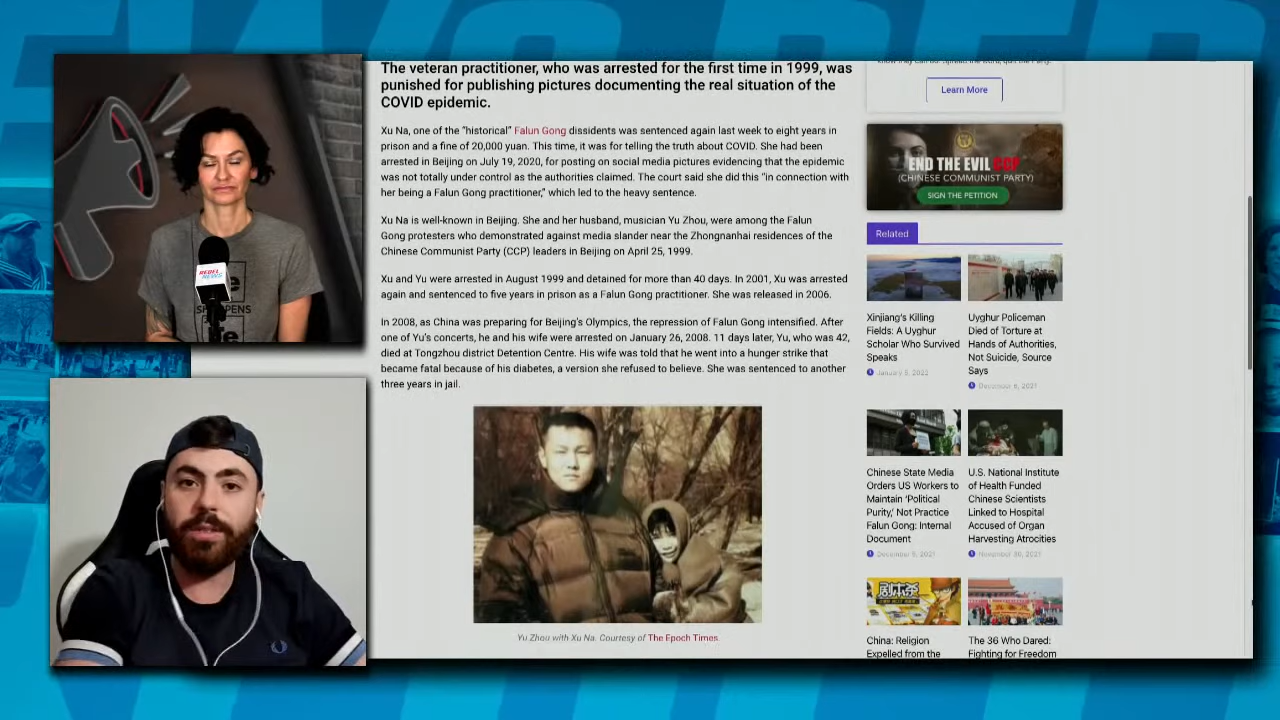 The veteran practitioner, who was arrested for the first time in 1999, was
punished for publishing pictures documenting the real situation of the
COVID epidemic.
Xu Na, one of the “historical” Falun Gong dissidents was sentenced again last week to eight years in
prison and a fine of 20,000 yuan. This time, it was for telling the truth about COVID. She had been
arrested in Beijing on July 19, 2020, for posting on social media pictures evidencing that the epidemic
was not totally under control as the authorities claimed. The court said she did this “in connection with
her being a Falun Gong practitioner,” which led to the heavy sentence.
Xu Na is well-known in Beijing. She and her husband, musician Yu Zhou, were among the Falun
Gong protesters who demonstrated against media slander near the Zhongnanhai residences of the
Chinese Communist Party (CCP) leaders in Beijing on April 25, 1999.
Xu and Yu were arrested in August 1999 and detained for more than 40 days. In 2001, Xu was arrested
again and sentenced to five years in prison as a Falun Gong practitioner. She was released in 2006.
In 2008, as China was preparing for Beijing's Olympics, the repression of Falun Gong intensified. After
one of Yu's concerts, he and his wife were arrested on January 26, 2008. 11 days later, Yu, who was 42,
died at Tongzhou district Detention Centre. His wife was told that he went into a hunger strike that
became fatal because of his diabetes, a version she refused to believe. She was sentenced to another
three years in jail.
Yu Zhou with Xu Na. Courtesy of The Epoch Times.
Learn More
END THE EVIL CCP
(CHINESE COMMUNIST PARTY)
SIGN THE PETITION
Related
Xinjiang's Killing
Fields: A Uyghur
Scholar Who Survived
Speaks
January 5, 2022
Uyghur Policeman
Died of Torture at
Hands of Authorities,
Not Suicide, Source
Says
December 6, 2021
Chinese State Media
Orders US Workers to
Maintain ‘Political
Purity,’ Not Practice
Falun Gong: Internal
Document
December 5, 2021
U.S. National Institute
of Health Funded
Chinese Scientists
Linked to Hospital
Accused of Organ
Harvesting Atrocities
November 30, 2021
China: Religion
Expelled from the
The 36 Who Dared:
Fighting for Freedom
REBEL
NEWS
HAPPENS